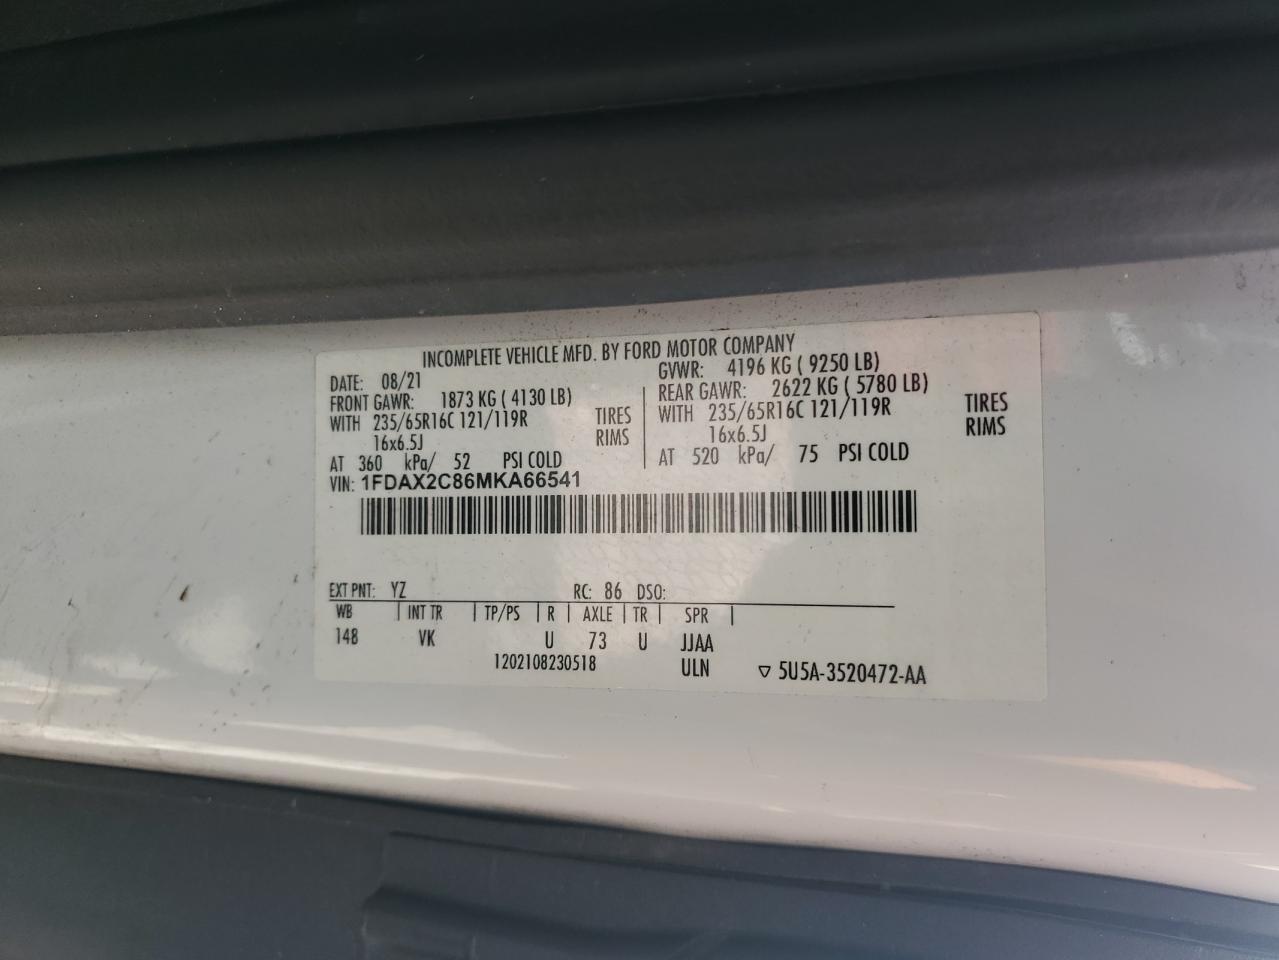 INCOMPLETE VEHICLE MFD. BY FORD MOTOR COMPANY
DATE: 08/21
FRONT GAWR: 1873 KG ( 4130 LB)
WITH 235/65R16C 121/119R TIRES
16x6.5J RIMS
AT 360 kPa/ 52 PSI COLD
GVWR: 4196 KG ( 9250 LB)
REAR GAWR: 2622 KG ( 5780 LB)
WITH 235/65R16C 121/119R TIRES
16x6.5J RIMS
AT 520 kPa/ 75 PSI COLD
VIN: 1FDAX2C86MKA66541
EXT PNT: YZ RC: 86 DSO:
WB | INT TR | TP/PS | R | AXLE | TR | SPR |
148 VK U 73 U JJAA
1202108230518 ULN ▽ 5U5A-3520472-AA